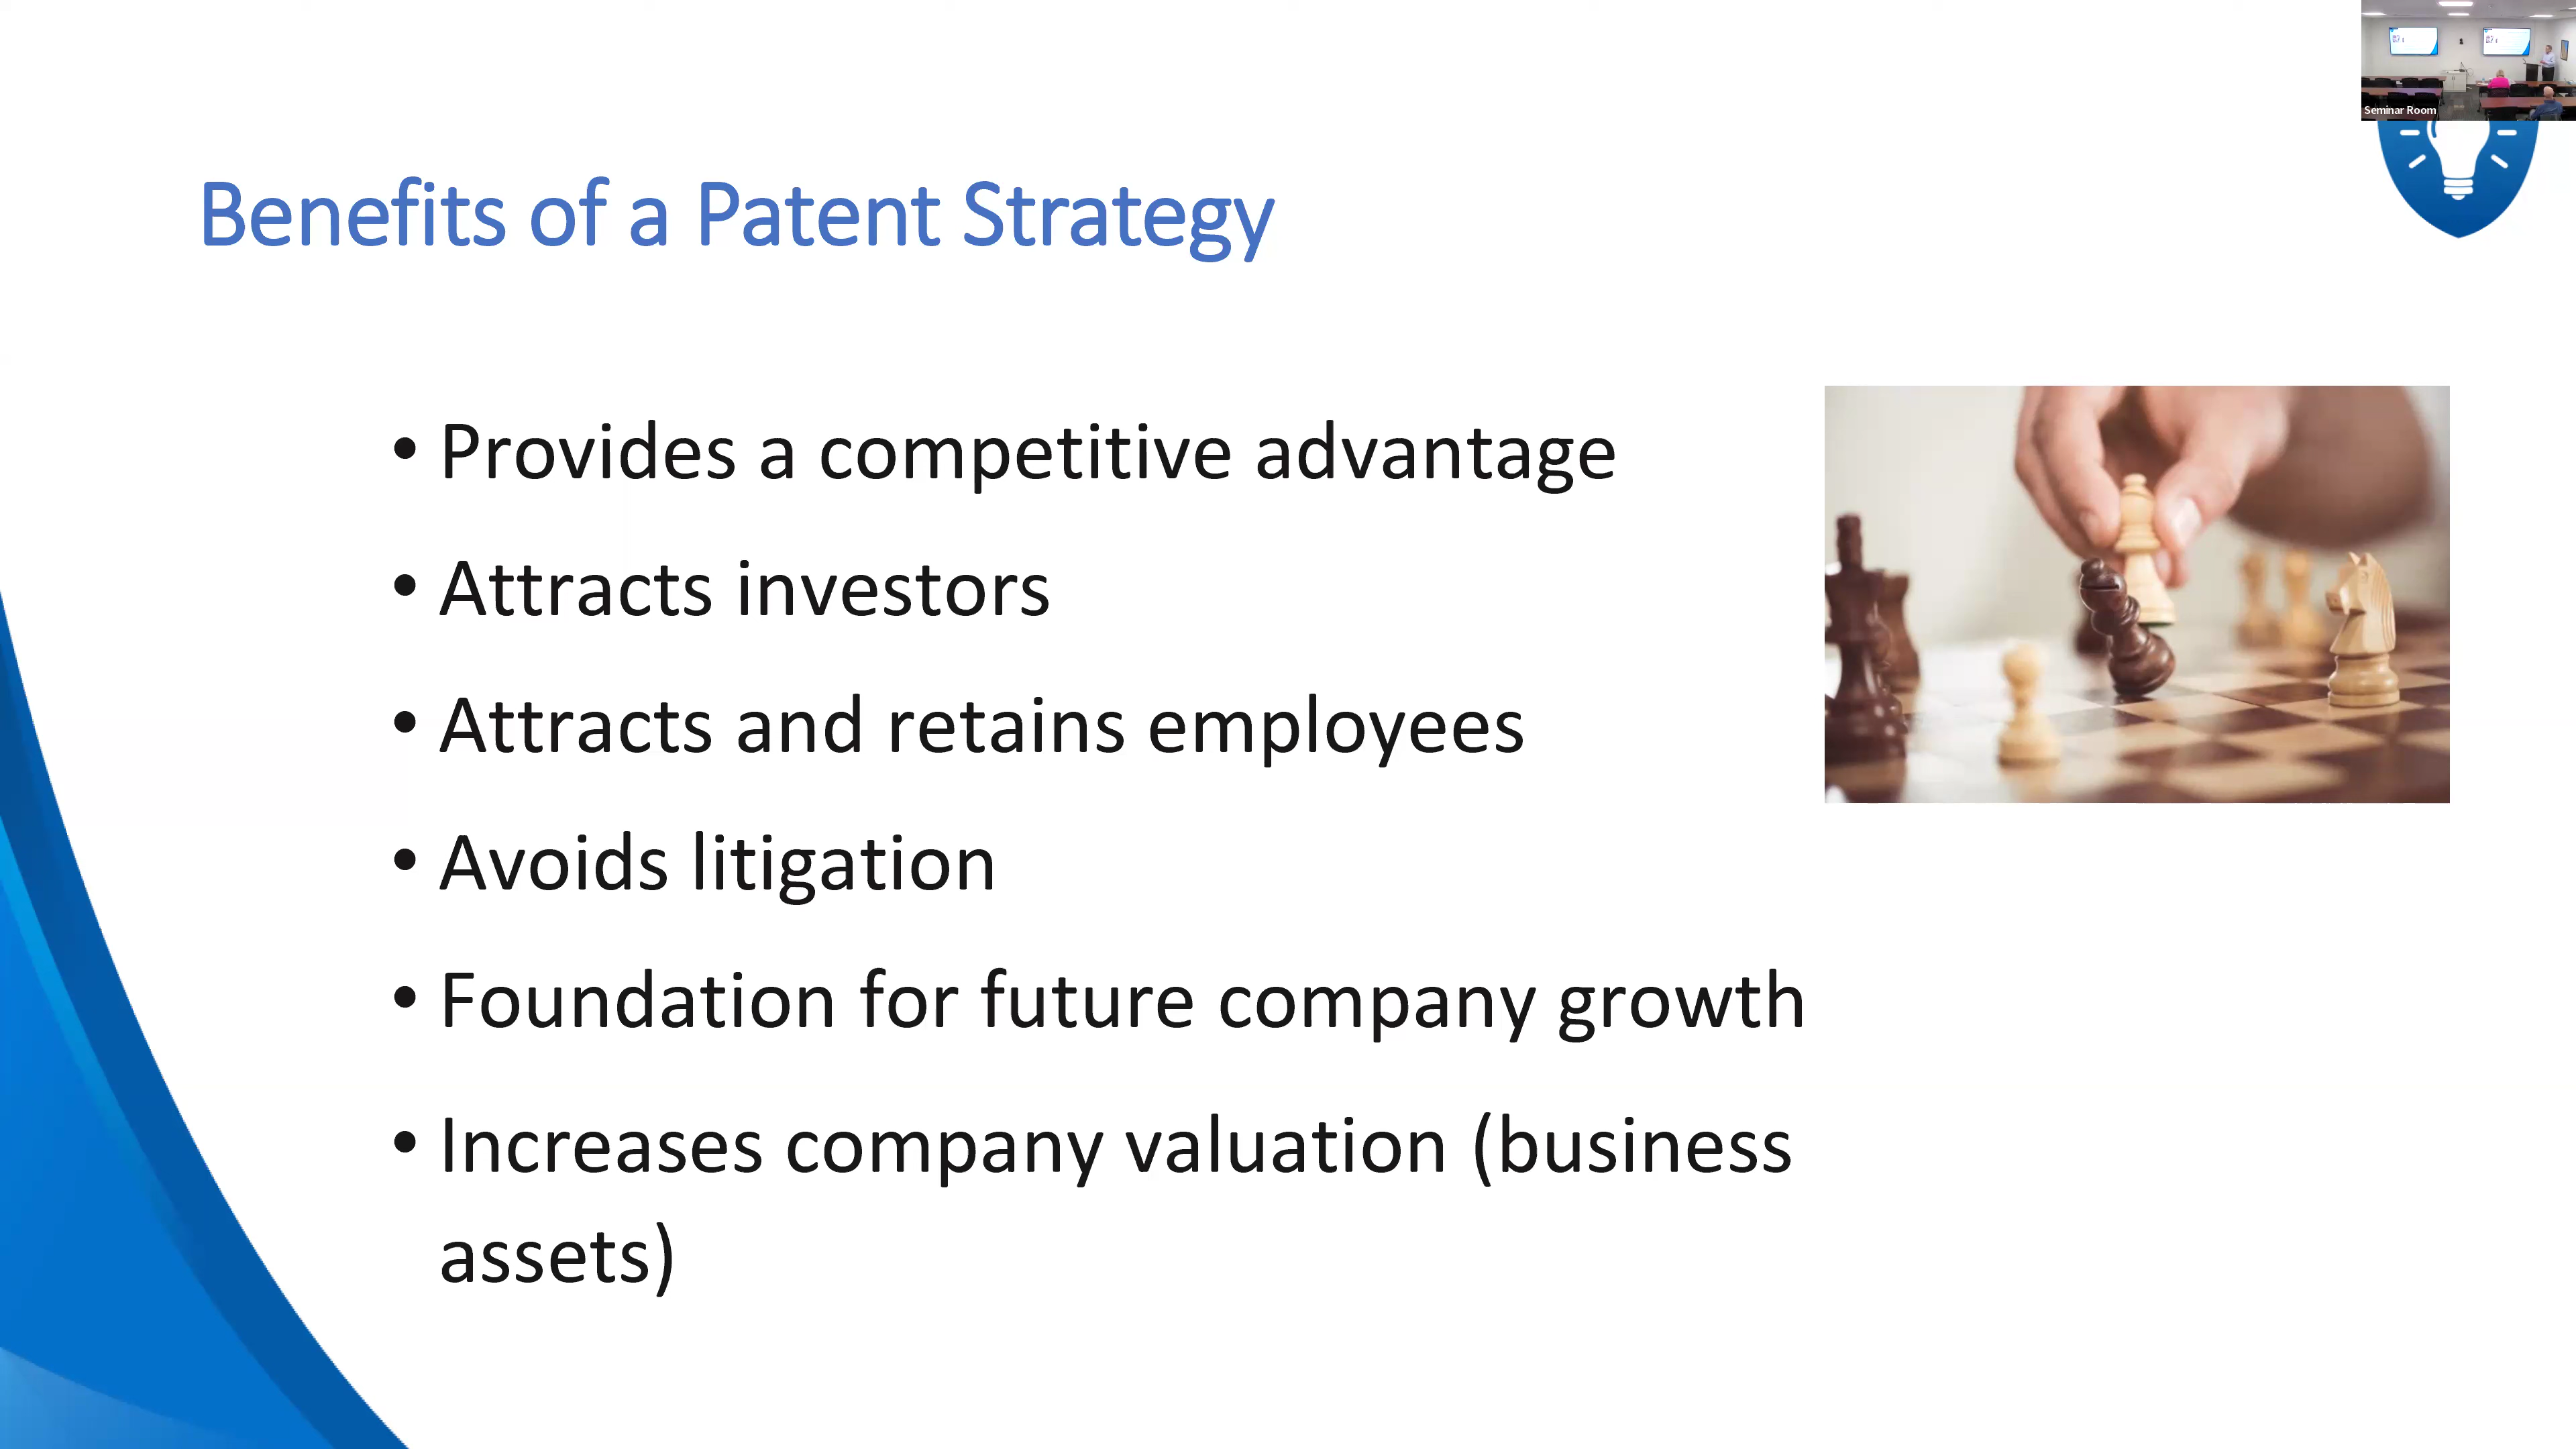 Seminar Room
Benefits of a Patent Strategy
• Provides a competitive advantage
• Attracts investors
• Attracts and retains employees
• Avoids litigation
• Foundation for future company growth
• Increases company valuation (business
assets)